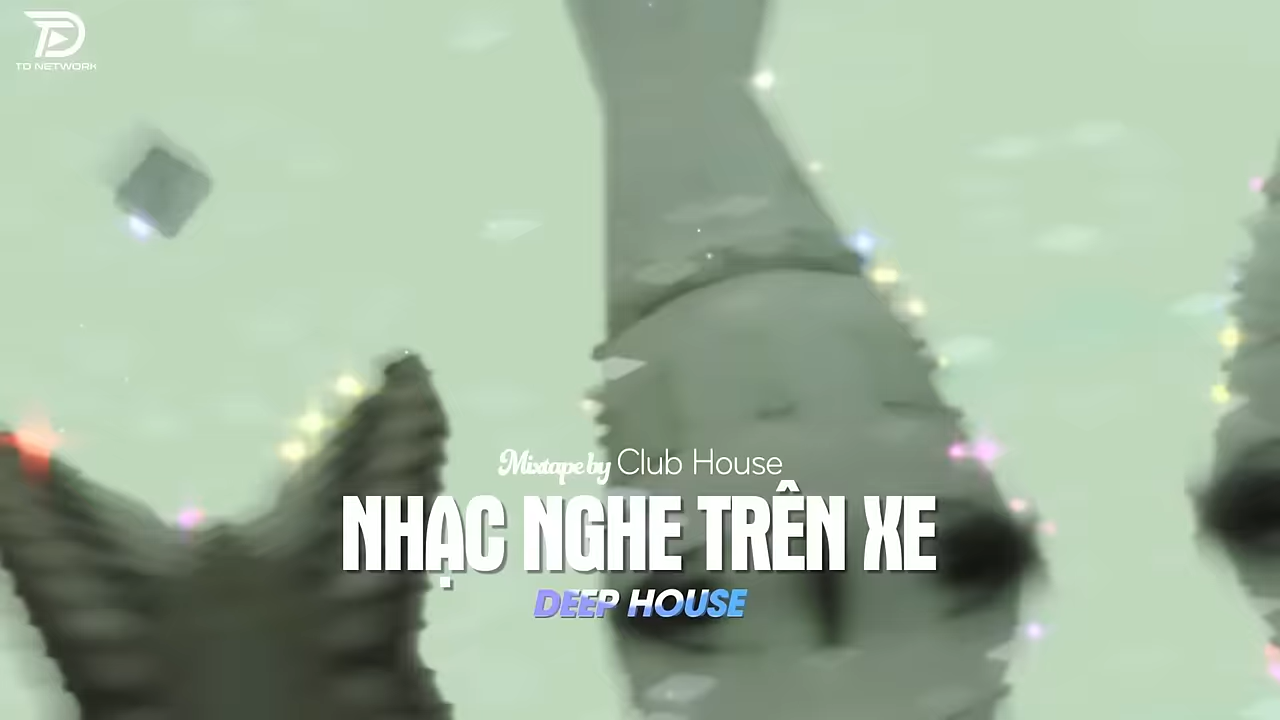 TD NETWORK
Mixtape by Club House
NHẠC NGHE TRÊN XE
DEEP HOUSE